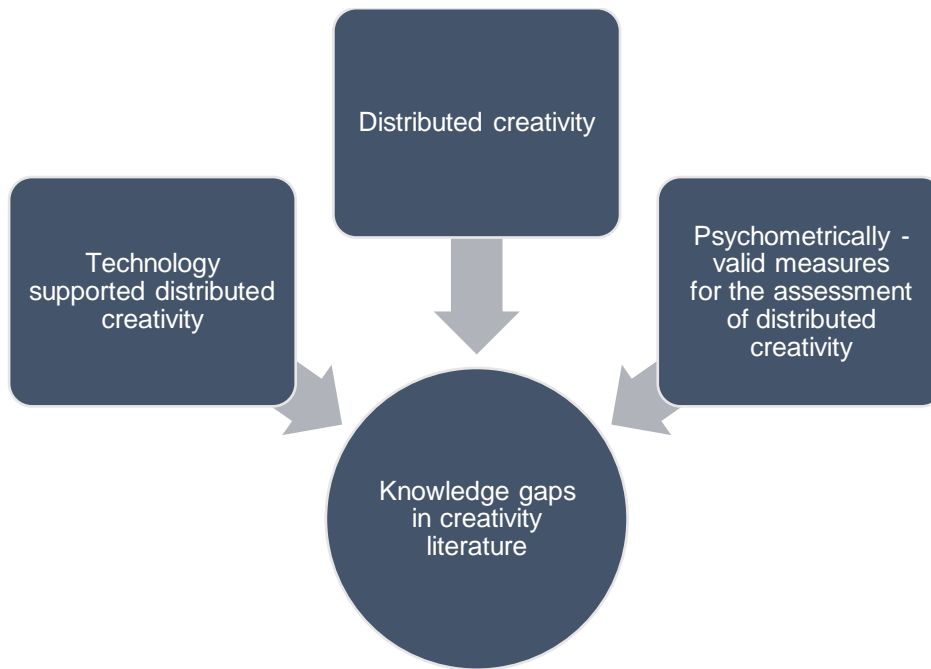 Distributed creativity
Technology
supported distributed
creativity
Psychometrically -
valid measures
for the assessment
of distributed
creativity
Knowledge gaps
in creativity
literature